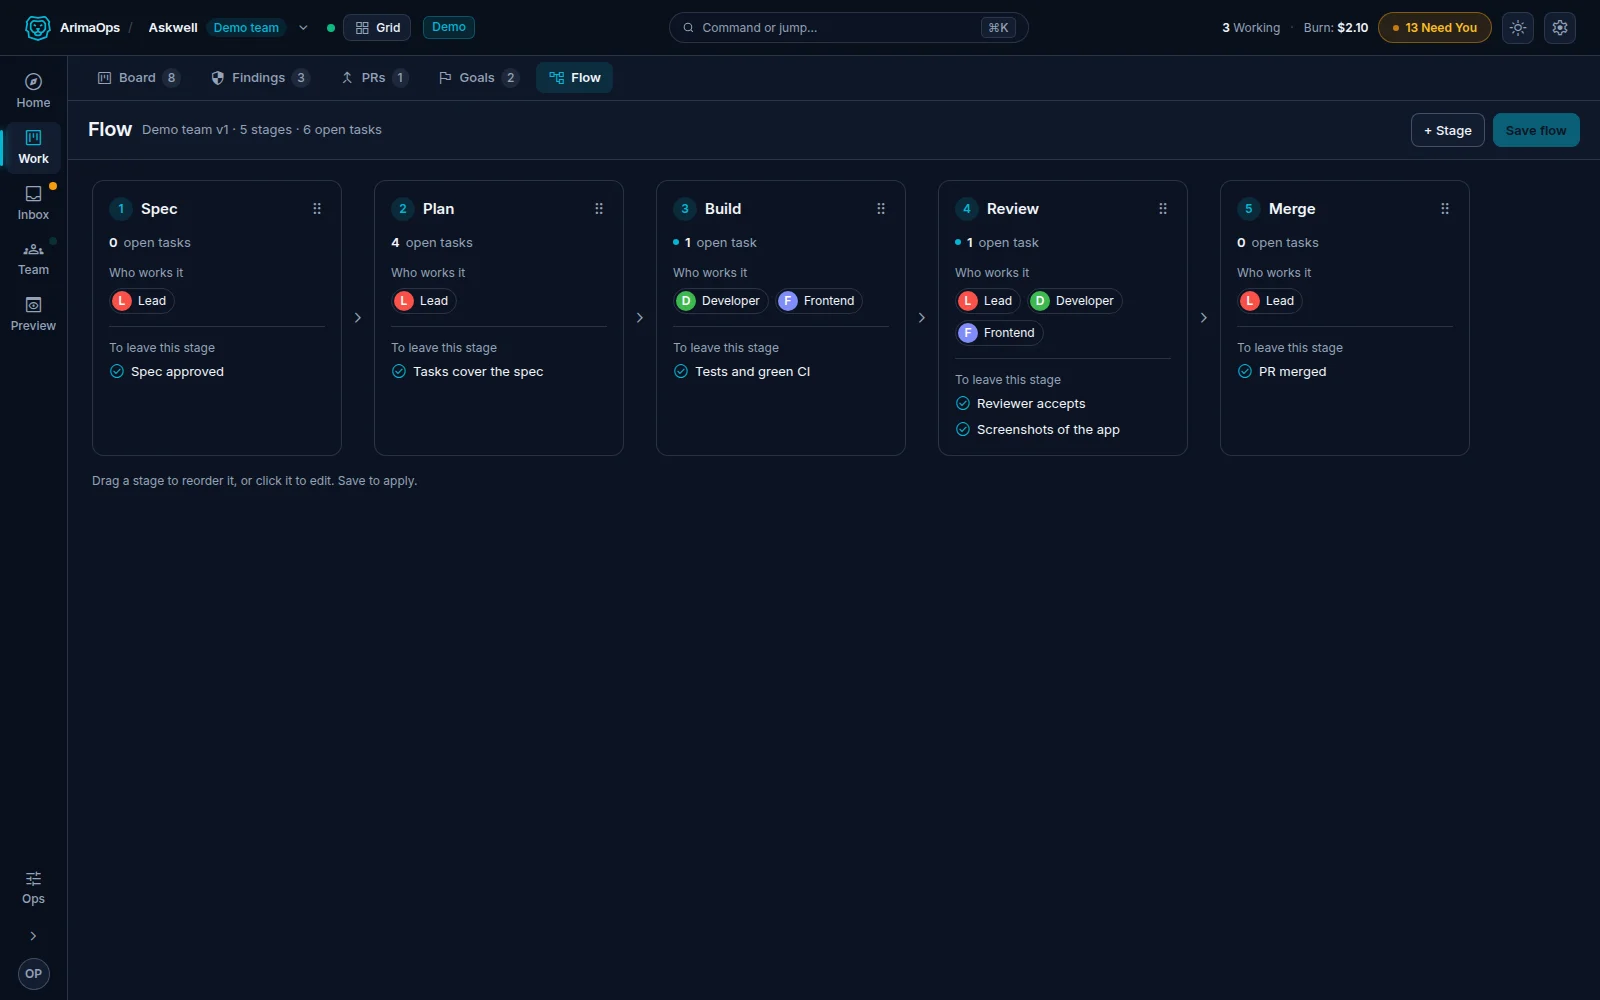 ArimaOps / Askwell Demo team Grid Demo Command or jump... ⌘K 3 Working · Burn: $2.10 13 Need You
Board 8 Findings 3 PRs 1 Goals 2 Flow
Home
Work
Inbox
Team
Preview
Ops
OP
Flow Demo team v1 · 5 stages · 6 open tasks + Stage Save flow
1 Spec
0 open tasks
Who works it
L Lead
To leave this stage
Spec approved
2 Plan
4 open tasks
Who works it
L Lead
To leave this stage
Tasks cover the spec
3 Build
1 open task
Who works it
D Developer F Frontend
To leave this stage
Tests and green CI
4 Review
1 open task
Who works it
L Lead D Developer
F Frontend
To leave this stage
Reviewer accepts
Screenshots of the app
5 Merge
0 open tasks
Who works it
L Lead
To leave this stage
PR merged
Drag a stage to reorder it, or click it to edit. Save to apply.